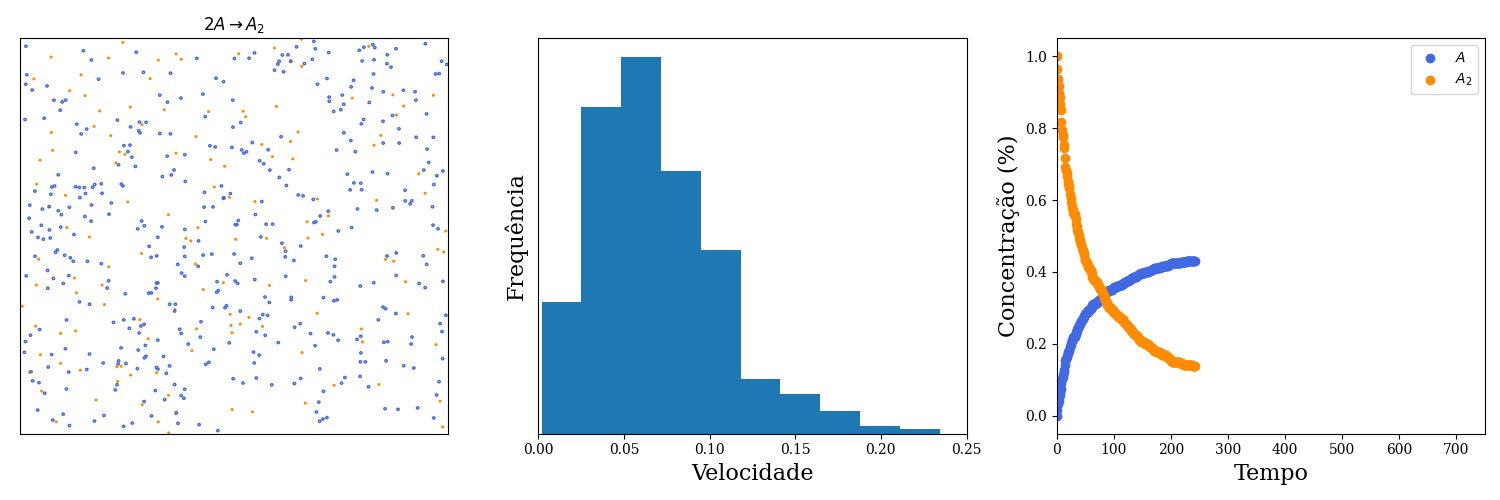 2A → A₂
Frequência
0.00 0.05 0.10 0.15 0.20 0.25
Velocidade
Concentração (%)
1.0
0.8
0.6
0.4
0.2
0.0
0 100 200 300 400 500 600 700
Tempo
A
A₂